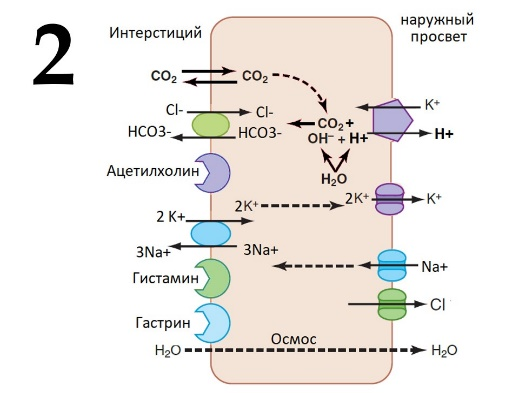 2
Интерстиций
наружный
просвет
CO₂ CO₂
K⁺
Cl- Cl-
CO₂+
HCO3- HCO3-
OH⁻ + H+
H+
Ацетилхолин
H₂O
2K⁺ 2K⁺ K⁺
2 K+
3Na+ 3Na+
Na+
Гистамин
Cl
Гастрин
Осмос
H₂O H₂O